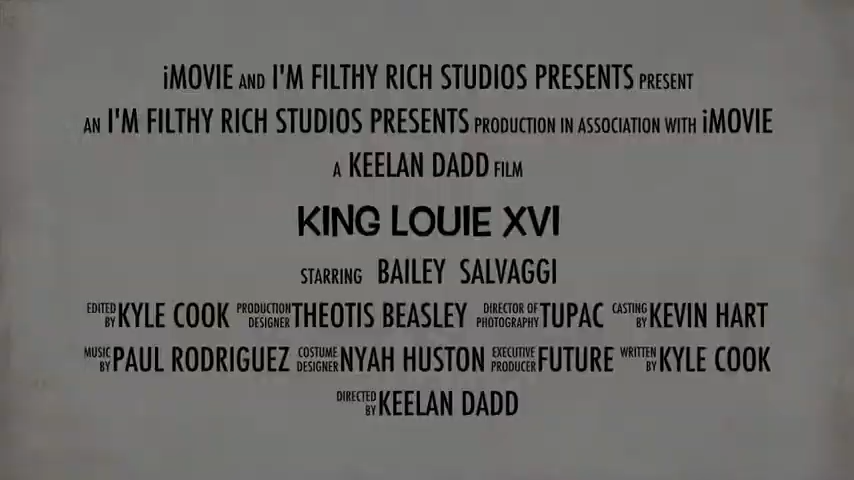 iMOVIE AND I'M FILTHY RICH STUDIOS PRESENTS PRESENT
AN I'M FILTHY RICH STUDIOS PRESENTS PRODUCTION IN ASSOCIATION WITH iMOVIE
A KEELAN DADD FILM
KING LOUIE XVI
STARRING BAILEY SALVAGGI
EDITED BY KYLE COOK PRODUCTION DESIGNER THEOTIS BEASLEY DIRECTOR OF PHOTOGRAPHY TUPAC CASTING BY KEVIN HART
MUSIC BY PAUL RODRIGUEZ COSTUME DESIGNER NYAH HUSTON EXECUTIVE PRODUCER FUTURE WRITTEN BY KYLE COOK
DIRECTED BY KEELAN DADD